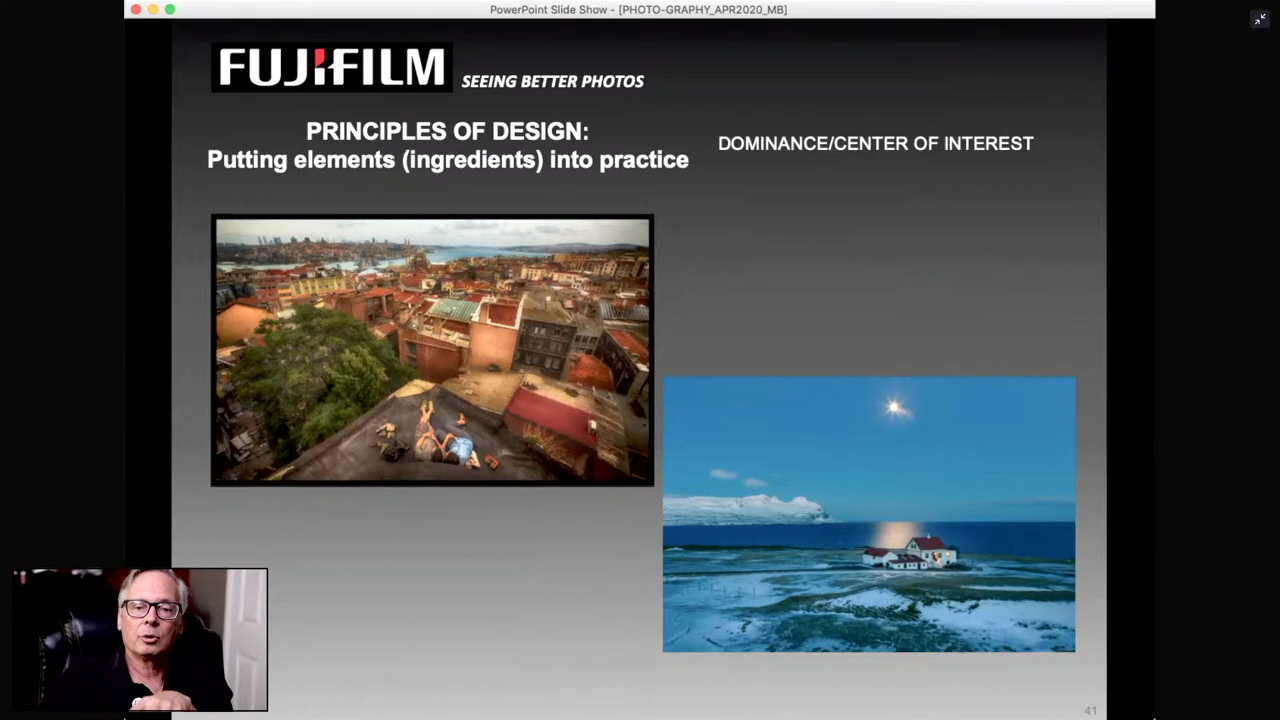 PowerPoint Slide Show - [PHOTO-GRAPHY_APR2020_MB]
FUJIFILM SEEING BETTER PHOTOS
PRINCIPLES OF DESIGN:
Putting elements (ingredients) into practice
DOMINANCE/CENTER OF INTEREST
41